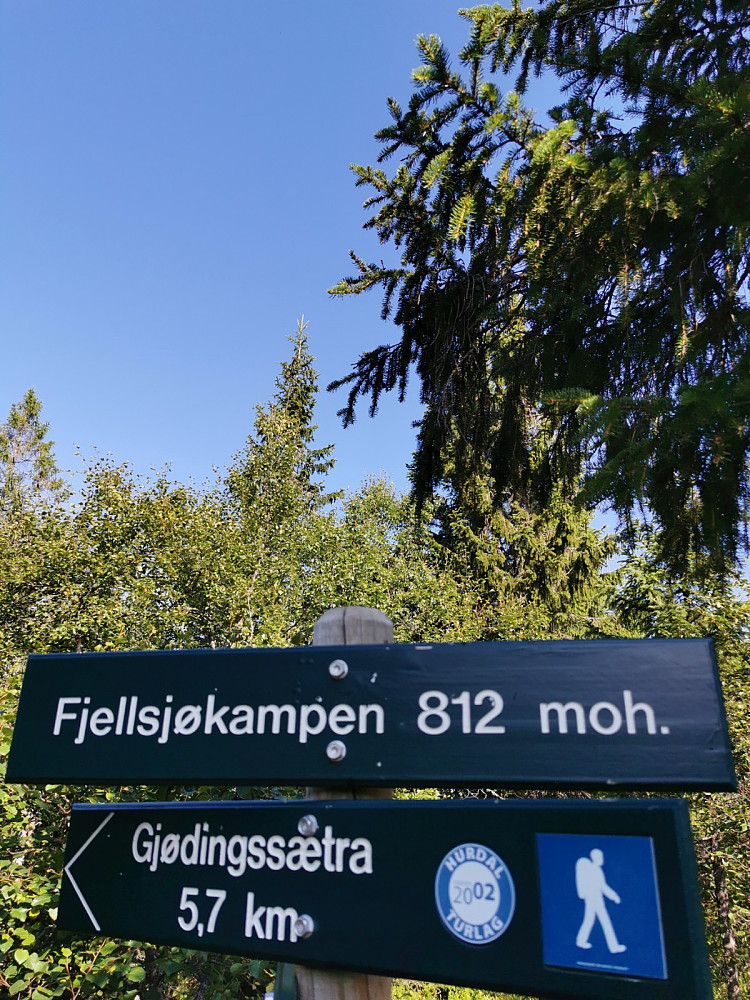 Fjellsjøkampen 812 moh.
Gjødingssætra
5,7 km
HURDAL
2002
TURLAG